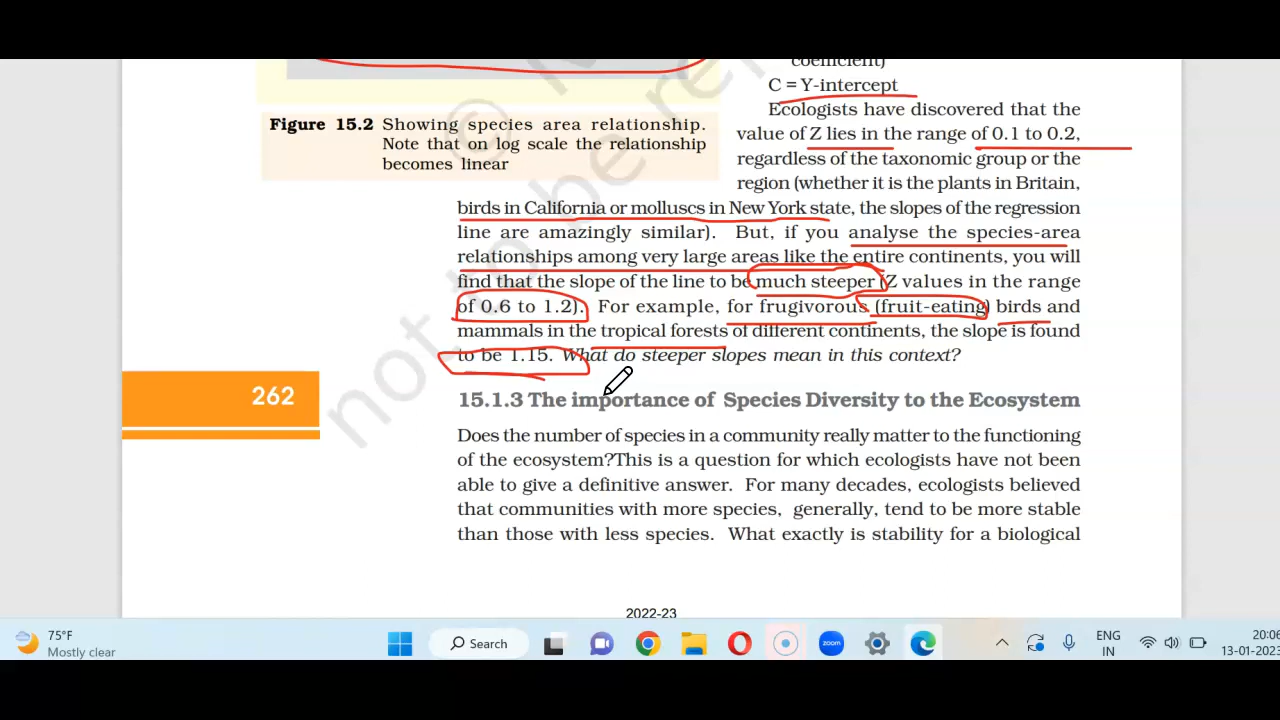 coefficient)
C = Y-intercept
Ecologists have discovered that the
value of Z lies in the range of 0.1 to 0.2,
regardless of the taxonomic group or the
region (whether it is the plants in Britain,
Figure 15.2 Showing species area relationship.
Note that on log scale the relationship
becomes linear
birds in California or molluscs in New York state, the slopes of the regression
line are amazingly similar). But, if you analyse the species-area
relationships among very large areas like the entire continents, you will
find that the slope of the line to be much steeper (Z values in the range
of 0.6 to 1.2). For example, for frugivorous (fruit-eating) birds and
mammals in the tropical forests of different continents, the slope is found
to be 1.15. What do steeper slopes mean in this context?
262
15.1.3 The importance of Species Diversity to the Ecosystem
Does the number of species in a community really matter to the functioning
of the ecosystem?This is a question for which ecologists have not been
able to give a definitive answer. For many decades, ecologists believed
that communities with more species, generally, tend to be more stable
than those with less species. What exactly is stability for a biological
2022-23
not to be re
75°F
Mostly clear
Search
zoom
ENG
IN
20:06
13-01-2023